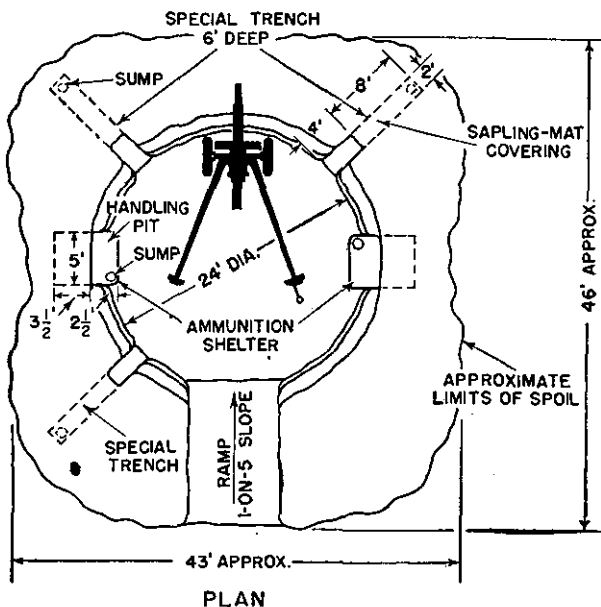 SPECIAL TRENCH
6' DEEP
SUMP
8'
2'
4'
SAPLING-MAT
COVERING
HANDLING
PIT
5'
SUMP
24' DIA.
3 1/2'
2 1/2'
AMMUNITION
SHELTER
46' APPROX.
APPROXIMATE
LIMITS OF SPOIL
SPECIAL
TRENCH
RAMP
1-ON-5 SLOPE
43' APPROX.
PLAN